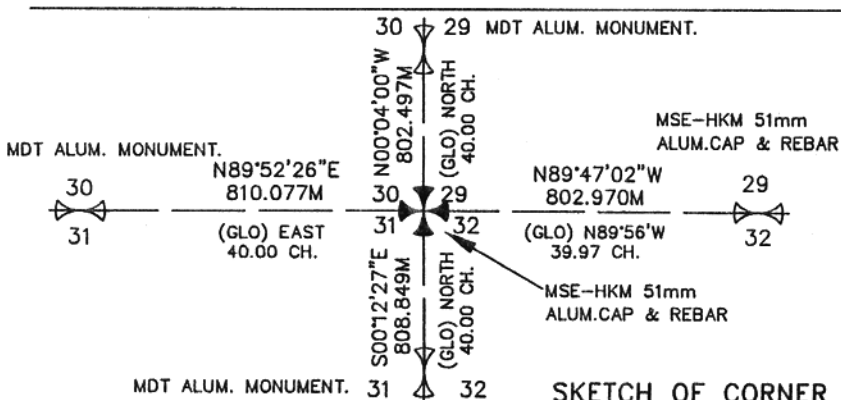 30 29 MDT ALUM. MONUMENT.
N00°04'00"W
802.497M
(GLO) NORTH
40.00 CH.
MSE-HKM 51mm
ALUM.CAP & REBAR
MDT ALUM. MONUMENT.
N89°52'26"E
810.077M
30
31
(GLO) EAST
40.00 CH.
30 29
31 32
N89°47'02"W
802.970M
29
32
(GLO) N89°56'W
39.97 CH.
S00°12'27"E
808.849M
(GLO) NORTH
40.00 CH.
MSE-HKM 51mm
ALUM.CAP & REBAR
MDT ALUM. MONUMENT. 31 32
SKETCH OF CORNER